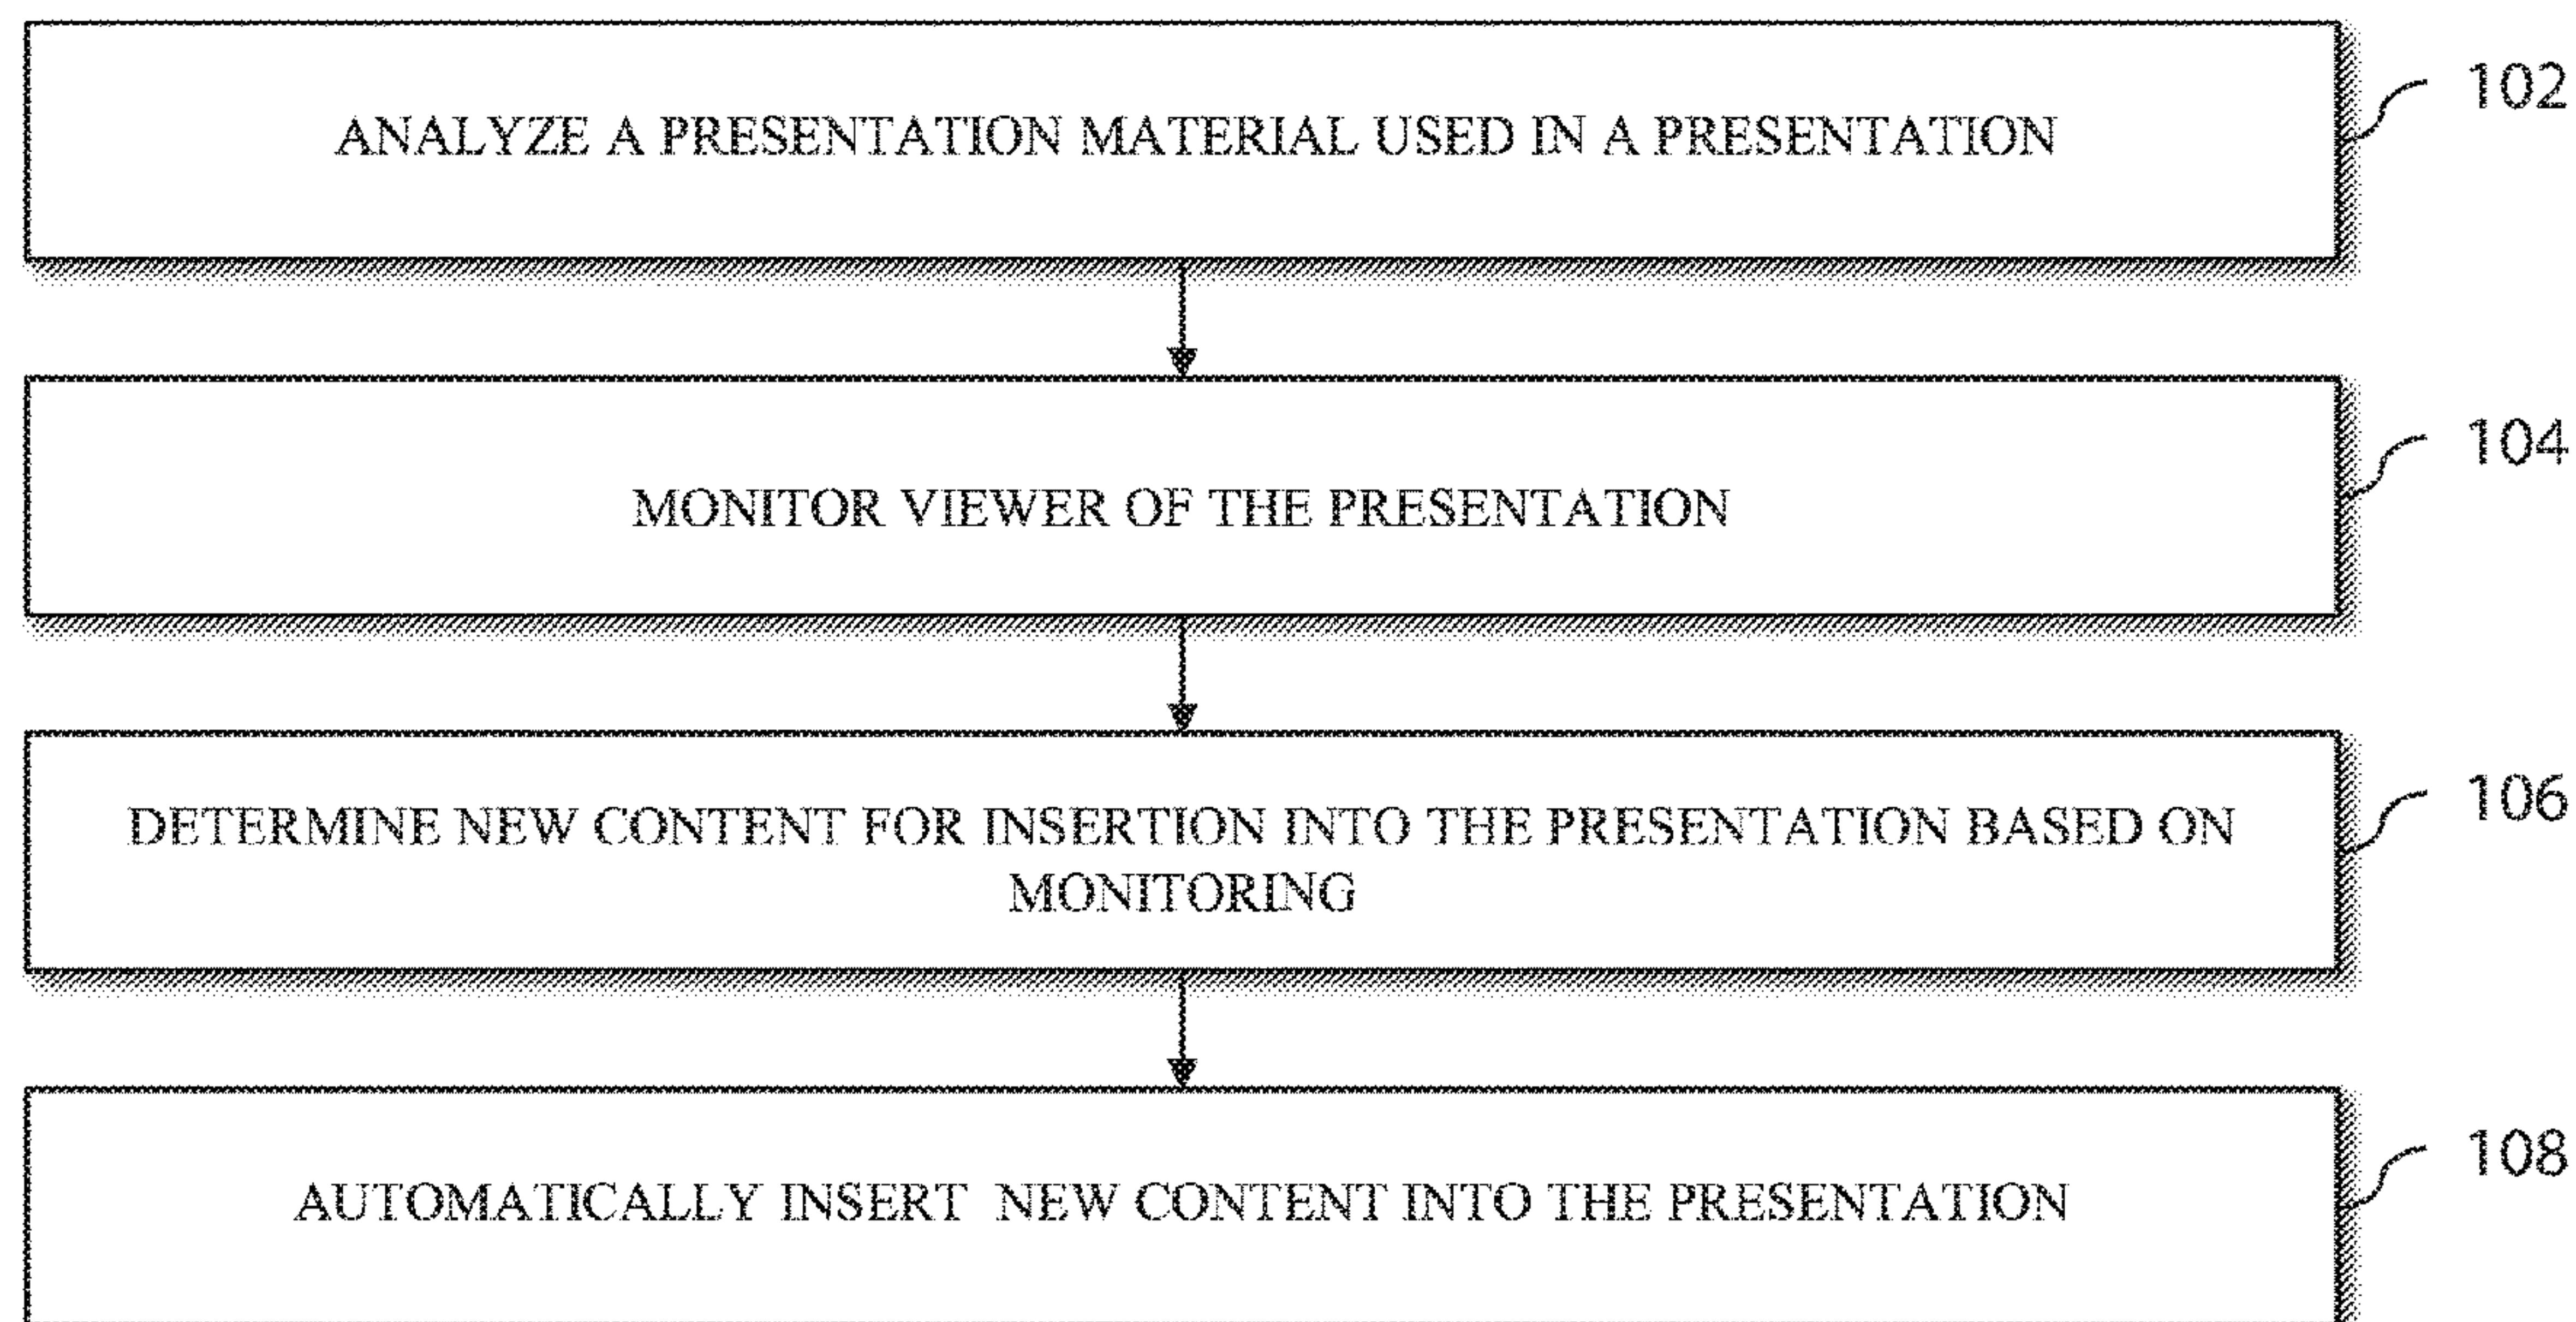 ANALYZE A PRESENTATION MATERIAL USED IN A PRESENTATION
102
MONITOR VIEWER OF THE PRESENTATION
104
DETERMINE NEW CONTENT FOR INSERTION INTO THE PRESENTATION BASED ON
MONITORING
106
AUTOMATICALLY INSERT NEW CONTENT INTO THE PRESENTATION
108